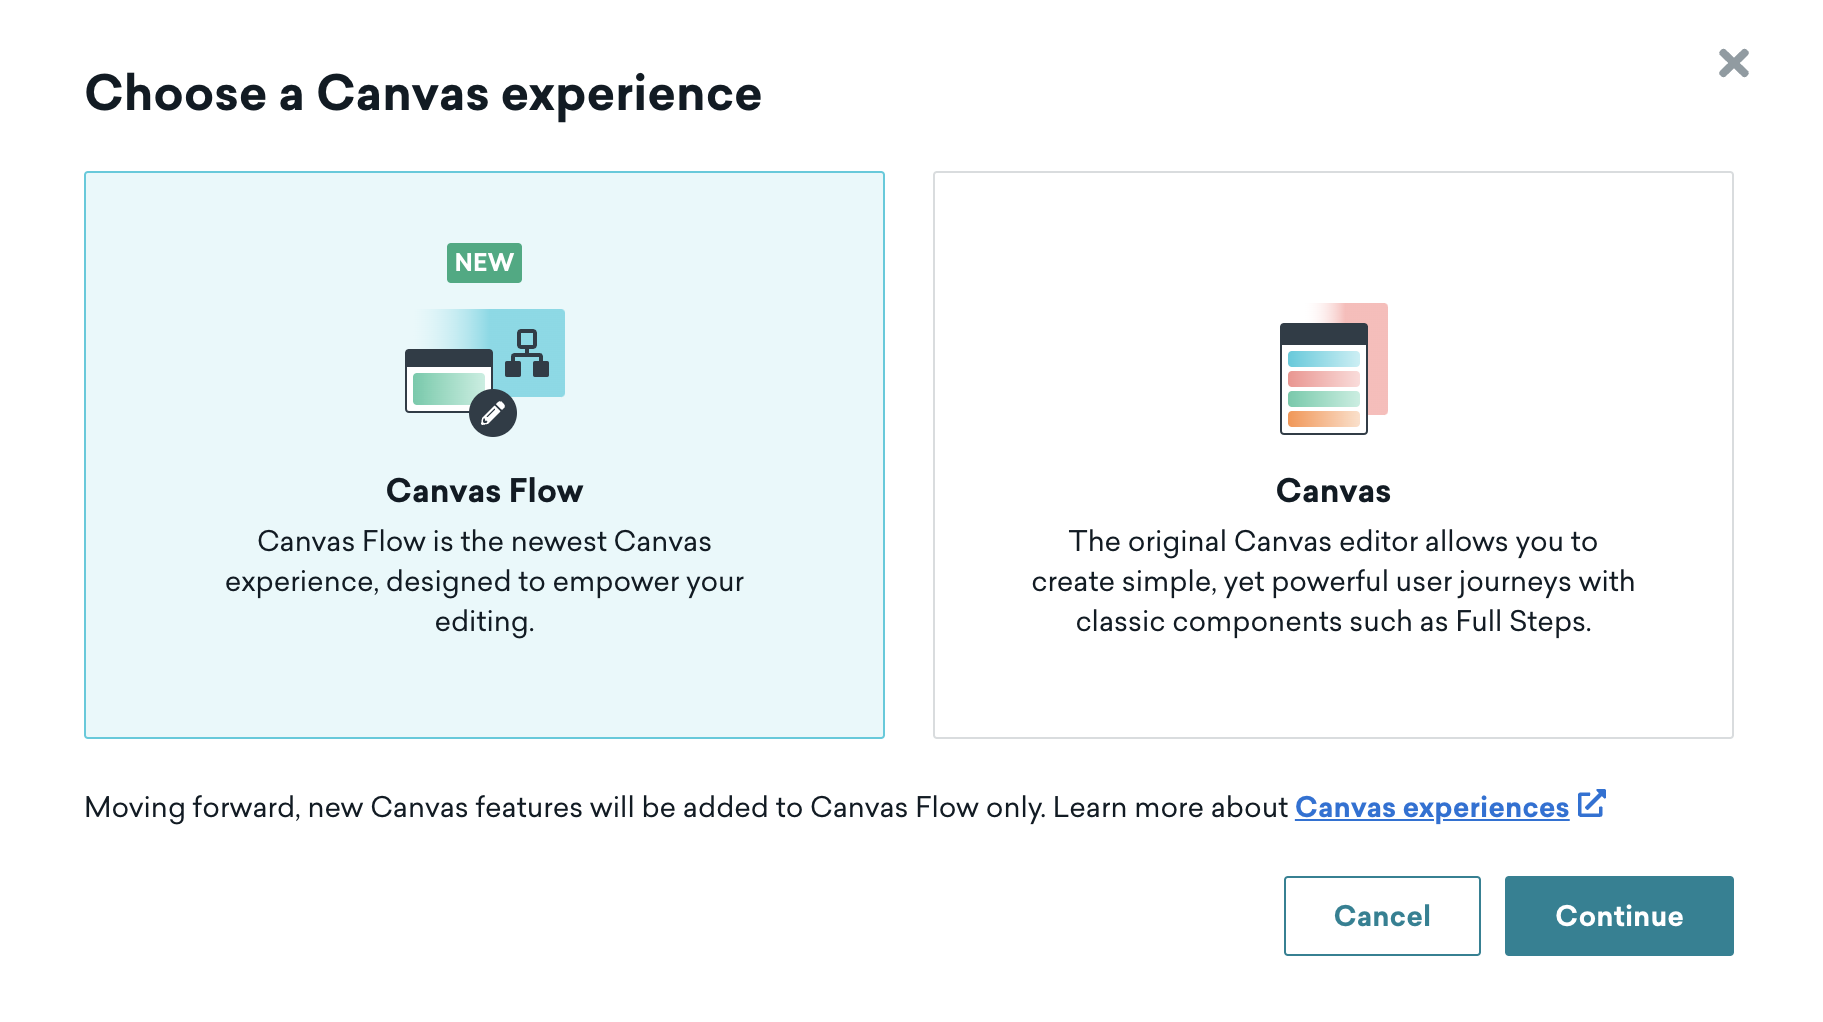 Choose a Canvas experience
NEW
Canvas Flow
Canvas Flow is the newest Canvas
experience, designed to empower your
editing.
Canvas
The original Canvas editor allows you to
create simple, yet powerful user journeys with
classic components such as Full Steps.
Moving forward, new Canvas features will be added to Canvas Flow only. Learn more about Canvas experiences
Cancel
Continue